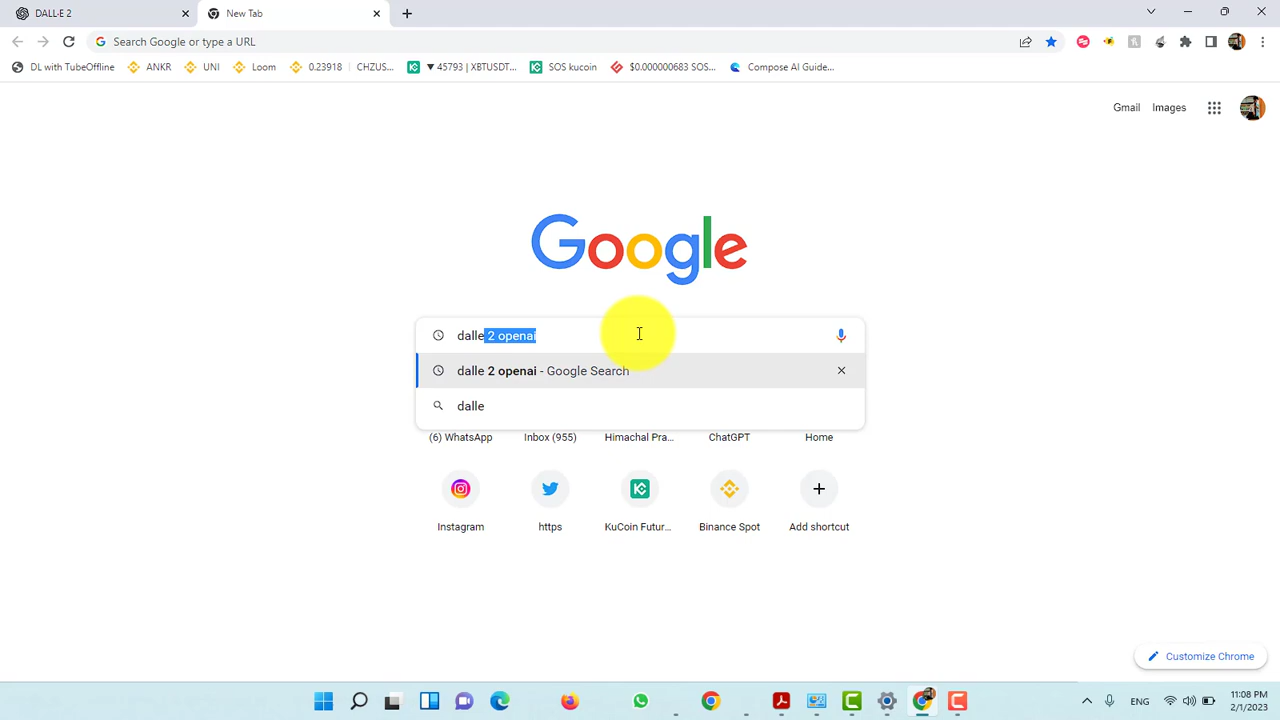 DALL·E 2
New Tab
Search Google or type a URL
DL with TubeOffline
ANKR
UNI
Loom
0.23918 | CHZUS...
▼45793 | XBTUSDT...
SOS kucoin
$0.000000683 SOS...
Compose AI Guide...
Gmail
Images
Google
dalle 2 openai
dalle 2 openai - Google Search
dalle
(6) WhatsApp
Inbox (955)
Himachal Pra...
ChatGPT
Home
Instagram
https
KuCoin Futur...
Binance Spot
Add shortcut
Customize Chrome
ENG
11:08 PM
2/1/2023